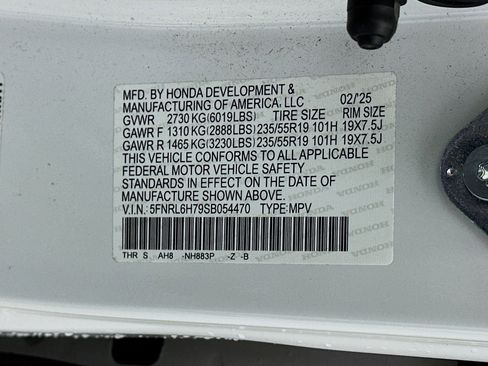 MFD. BY HONDA DEVELOPMENT &
MANUFACTURING OF AMERICA, LLC 02/'25
GVWR 2730 KG(6019LBS) TIRE SIZE RIM SIZE
GAWR F 1310 KG(2888LBS) 235/55R19 101H 19X7.5J
GAWR R 1465 KG(3230LBS) 235/55R19 101H 19X7.5J
THIS VEHICLE CONFORMS TO ALL APPLICABLE
FEDERAL MOTOR VEHICLE SAFETY
STANDARDS IN EFFECT ON THE DATE OF
MANUFACTURE SHOWN ABOVE.
V.I.N.: 5FNRL6H79SB054470 TYPE:MPV
THR S AH8 -NH883P -Z -B